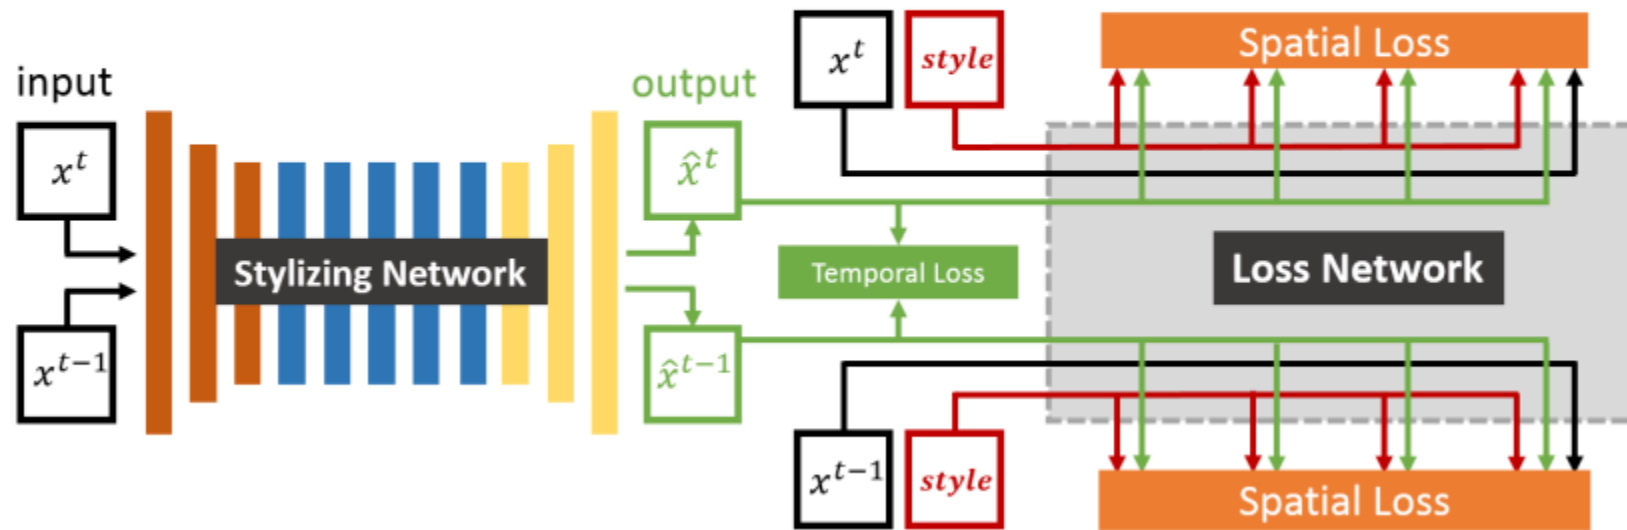 input
x^t
x^{t-1}
Stylizing Network
output
x̂^t
x̂^{t-1}
x^t
style
Temporal Loss
x^{t-1}
style
Spatial Loss
Loss Network
Spatial Loss